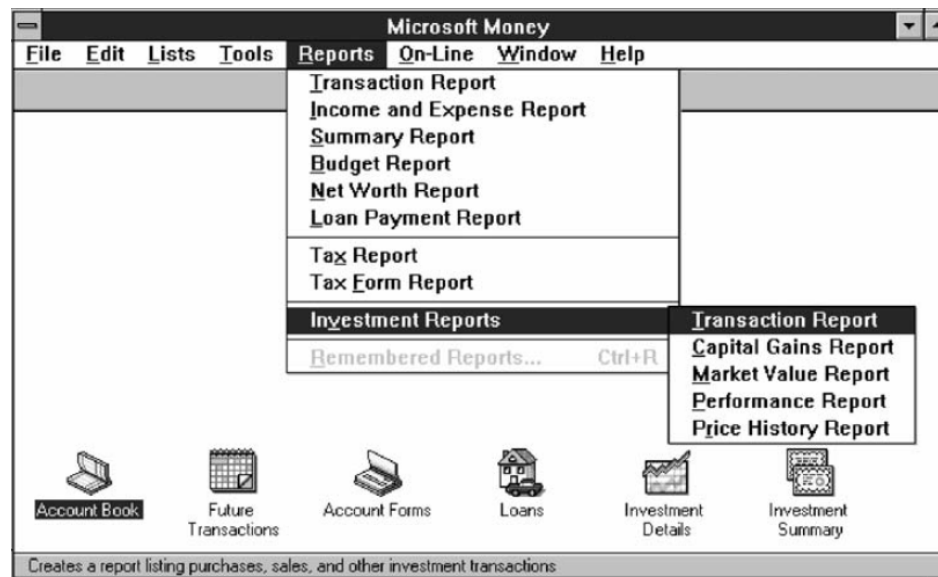 Microsoft Money
File Edit Lists Tools Reports On-Line Window Help
Transaction Report
Income and Expense Report
Summary Report
Budget Report
Net Worth Report
Loan Payment Report
Tax Report
Tax Form Report
Investment Reports
Remembered Reports... Ctrl+R
Transaction Report
Capital Gains Report
Market Value Report
Performance Report
Price History Report
Account Book
Future
Transactions
Account Forms
Loans
Investment
Details
Investment
Summary
Creates a report listing purchases, sales, and other investment transactions